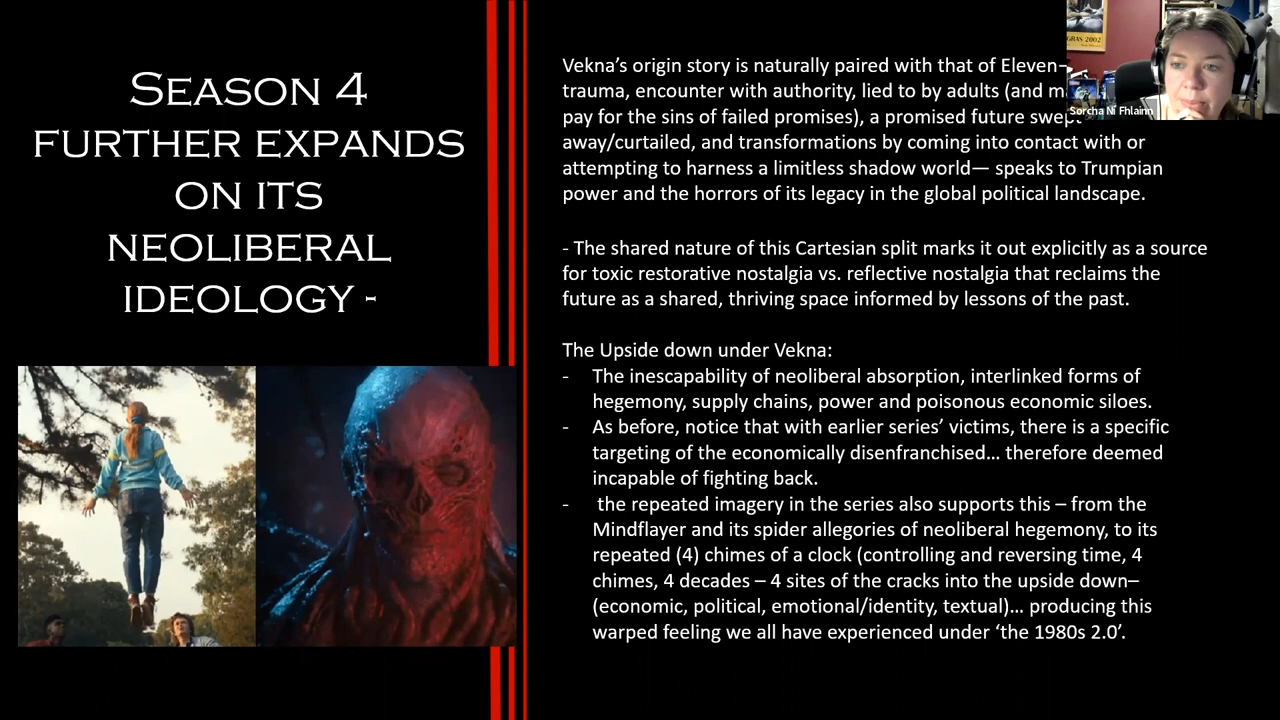 SEASON 4
FURTHER EXPANDS
ON ITS
NEOLIBERAL
IDEOLOGY -
Vekna’s origin story is naturally paired with that of Eleven–
trauma, encounter with authority, lied to by adults (and m
pay for the sins of failed promises), a promised future swept
away/curtailed, and transformations by coming into contact with or
attempting to harness a limitless shadow world— speaks to Trumpian
power and the horrors of its legacy in the global political landscape.
- The shared nature of this Cartesian split marks it out explicitly as a source
for toxic restorative nostalgia vs. reflective nostalgia that reclaims the
future as a shared, thriving space informed by lessons of the past.
The Upside down under Vekna:
- The inescapability of neoliberal absorption, interlinked forms of
hegemony, supply chains, power and poisonous economic siloes.
- As before, notice that with earlier series’ victims, there is a specific
targeting of the economically disenfranchised... therefore deemed
incapable of fighting back.
- the repeated imagery in the series also supports this – from the
Mindflayer and its spider allegories of neoliberal hegemony, to its
repeated (4) chimes of a clock (controlling and reversing time, 4
chimes, 4 decades – 4 sites of the cracks into the upside down–
(economic, political, emotional/identity, textual)... producing this
warped feeling we all have experienced under ‘the 1980s 2.0’.
GRAS 2002
Sorcha Ní Fhlainn